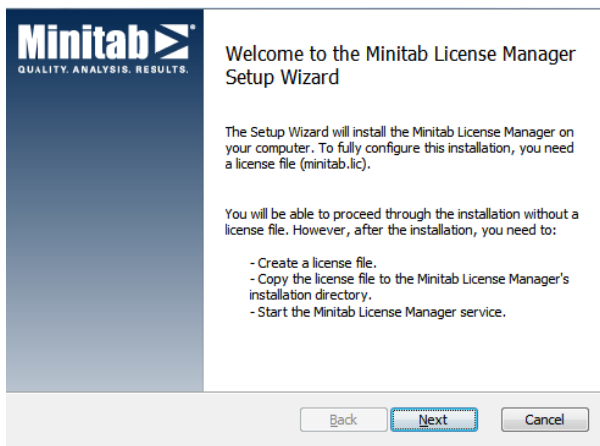 Minitab
QUALITY. ANALYSIS. RESULTS.
Welcome to the Minitab License Manager
Setup Wizard
The Setup Wizard will install the Minitab License Manager on
your computer. To fully configure this installation, you need
a license file (minitab.lic).
You will be able to proceed through the installation without a
license file. However, after the installation, you need to:
- Create a license file.
- Copy the license file to the Minitab License Manager's
installation directory.
- Start the Minitab License Manager service.
Back
Next
Cancel